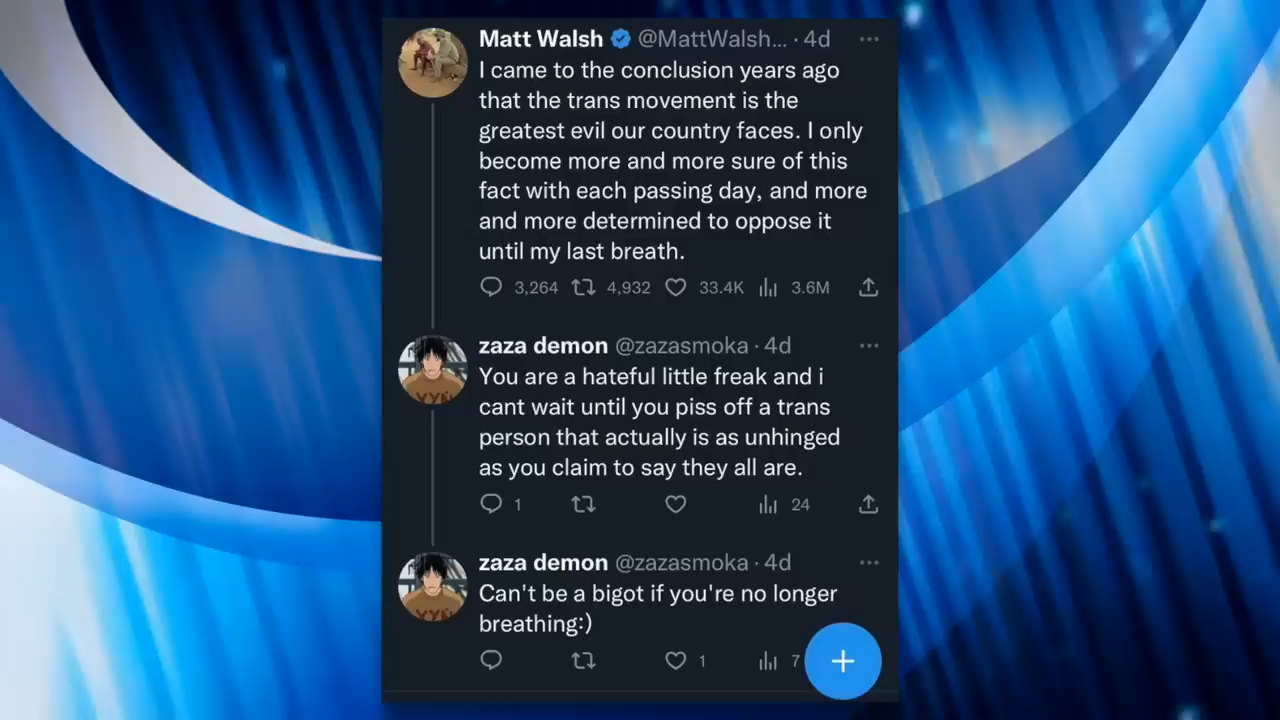 Matt Walsh @MattWalsh... · 4d
I came to the conclusion years ago
that the trans movement is the
greatest evil our country faces. I only
become more and more sure of this
fact with each passing day, and more
and more determined to oppose it
until my last breath.
3,264 4,932 33.4K 3.6M
zaza demon @zazasmoka · 4d
You are a hateful little freak and i
cant wait until you piss off a trans
person that actually is as unhinged
as you claim to say they all are.
1 24
zaza demon @zazasmoka · 4d
Can't be a bigot if you're no longer
breathing:)
1 7